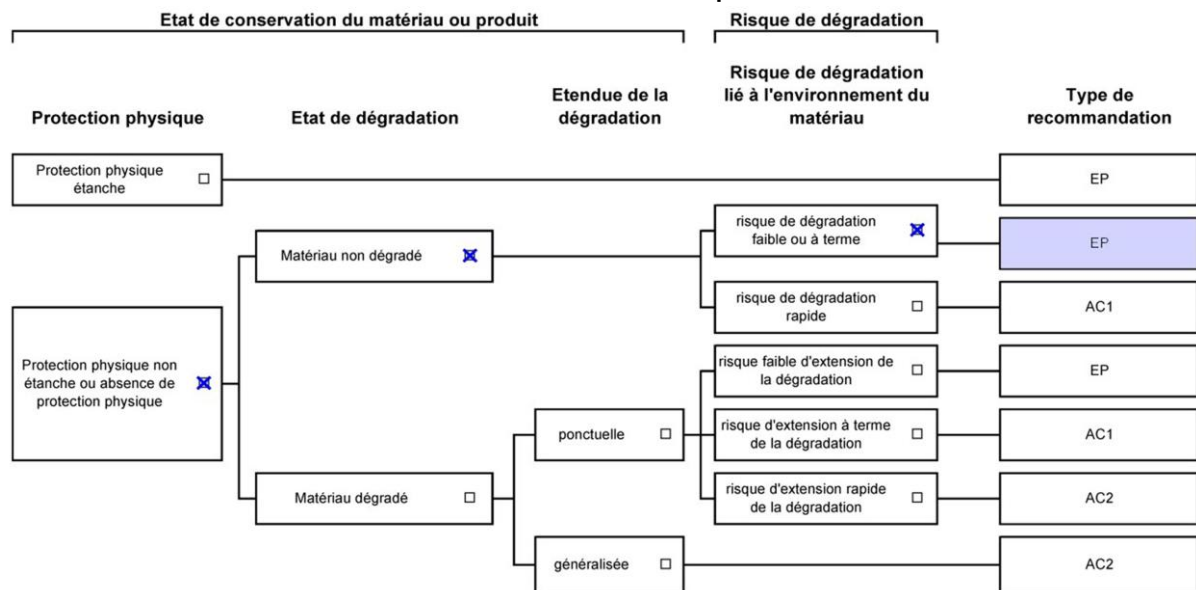 Etat de conservation du matériau ou produit
Risque de dégradation
Protection physique
Etat de dégradation
Etendue de la
dégradation
Risque de dégradation
lié à l'environnement du
matériau
Type de
recommandation
Protection physique
étanche
EP
risque de dégradation
faible ou à terme
EP
Matériau non dégradé
risque de dégradation
rapide
AC1
Protection physique non
étanche ou absence de
protection physique
risque faible d'extension de
la dégradation
EP
ponctuelle
risque d'extension à terme
de la dégradation
AC1
Matériau dégradé
risque d'extension rapide
de la dégradation
AC2
généralisée
AC2